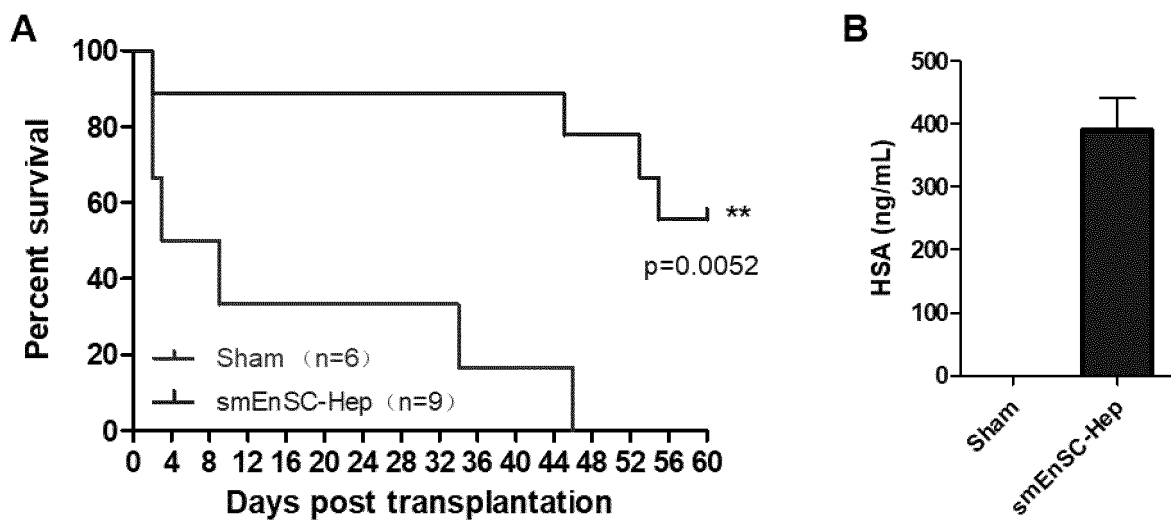 A
Percent survival
100
80
60
40
20
0
**
p=0.0052
Sham（n=6）
smEnSC-Hep（n=9）
0 4 8 12 16 20 24 28 32 36 40 44 48 52 56 60
Days post transplantation
B
HSA (ng/mL)
500
400
300
200
100
0
Sham
smEnSC-Hep